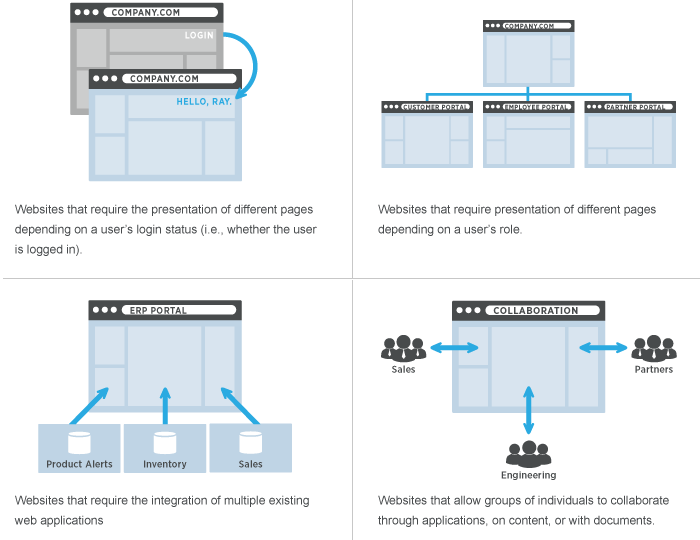 COMPANY.COM
LOGIN
COMPANY.COM
HELLO, RAY.
Websites that require the presentation of different pages
depending on a user’s login status (i.e., whether the user
is logged in).
COMPANY.COM
CUSTOMER PORTAL
EMPLOYEE PORTAL
PARTNER PORTAL
Websites that require presentation of different pages
depending on a user’s role.
ERP PORTAL
Product Alerts
Inventory
Sales
Websites that require the integration of multiple existing
web applications
COLLABORATION
Sales
Partners
Engineering
Websites that allow groups of individuals to collaborate
through applications, on content, or with documents.